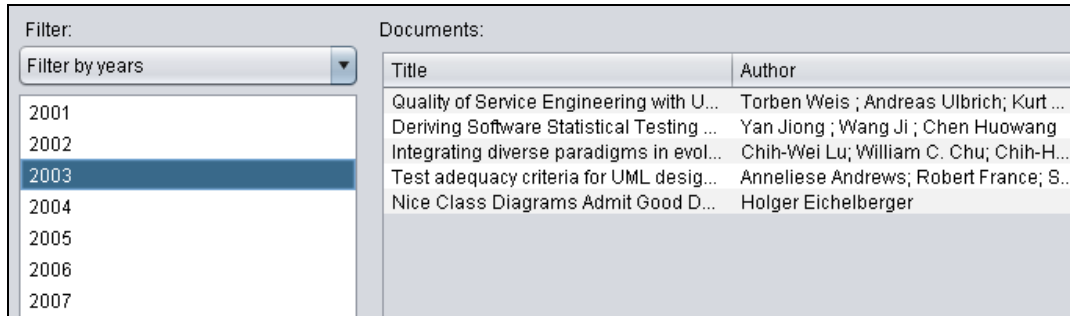 Filter:
Filter by years
2001
2002
2003
2004
2005
2006
2007
Documents:
Title Author
Quality of Service Engineering with U... Torben Weis ; Andreas Ulbrich; Kurt ...
Deriving Software Statistical Testing ... Yan Jiong ; Wang Ji ; Chen Huowang
Integrating diverse paradigms in evol... Chih-Wei Lu; William C. Chu; Chih-H...
Test adequacy criteria for UML desig... Anneliese Andrews; Robert France; S...
Nice Class Diagrams Admit Good D... Holger Eichelberger